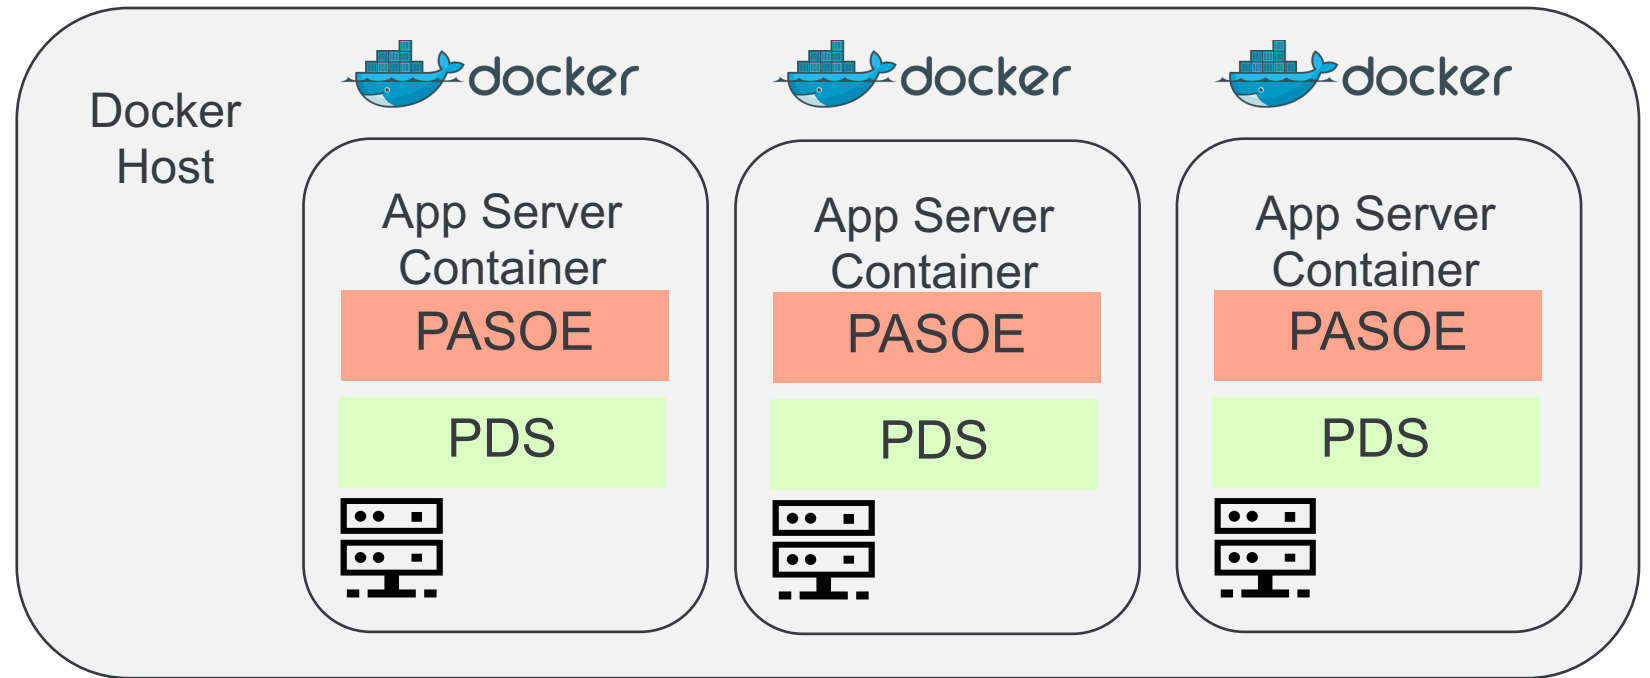 Docker
Host
docker
App Server
Container
PASOE
PDS
docker
App Server
Container
PASOE
PDS
docker
App Server
Container
PASOE
PDS